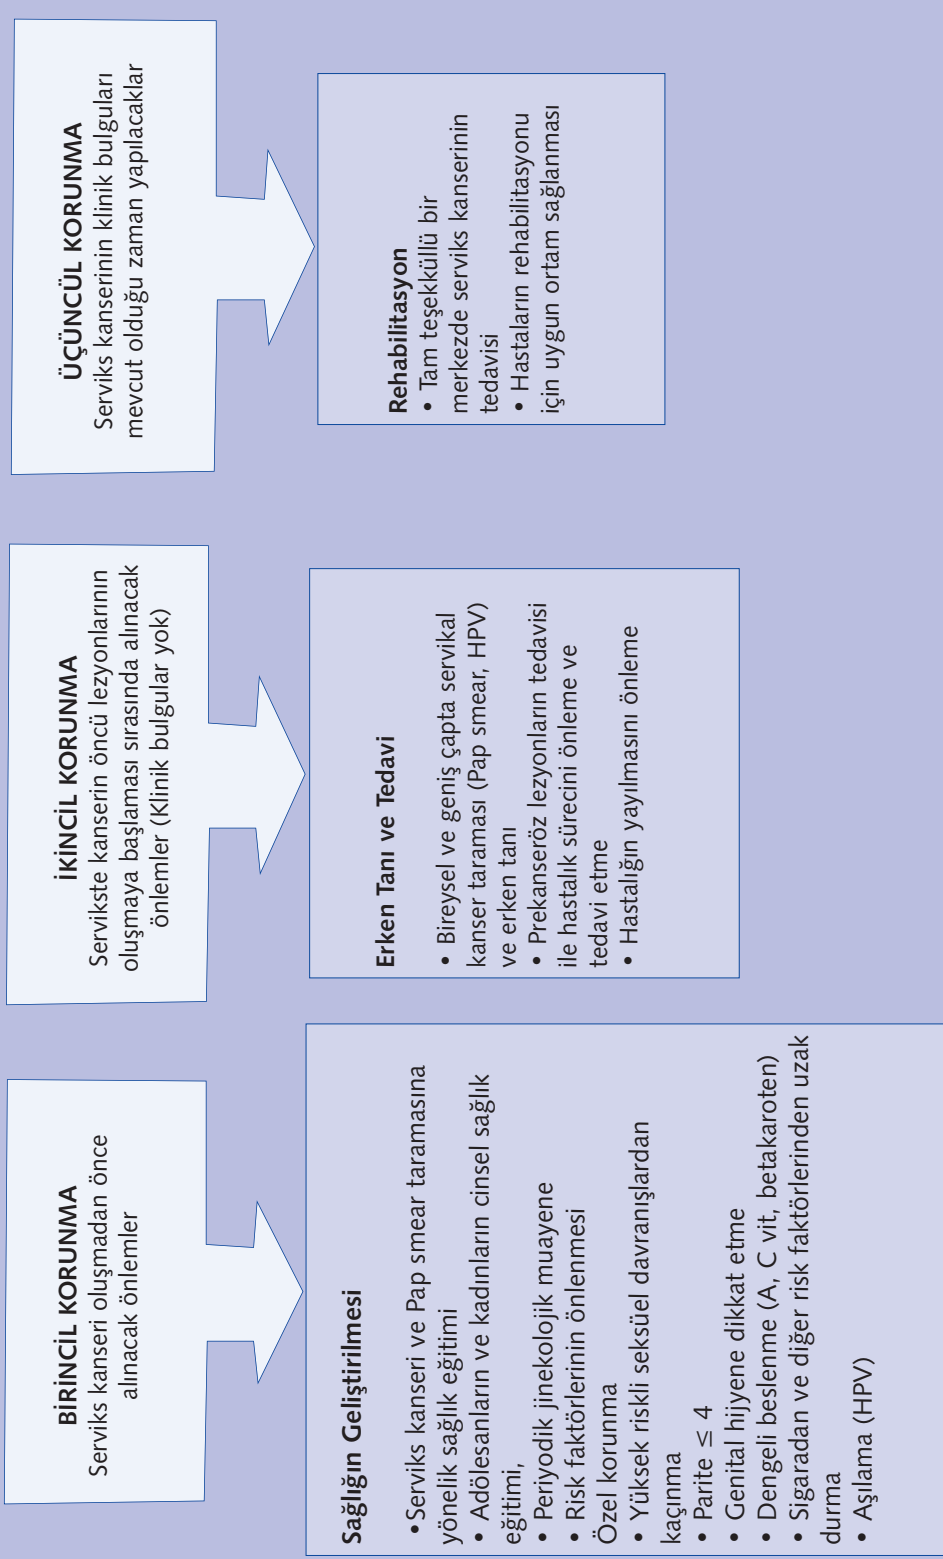 BİRİNCİL KORUNMA
Serviks kanseri oluşmadan önce
alınacak önlemler
Sağlığın Geliştirilmesi
•Serviks kanseri ve Pap smear taramasına
yönelik sağlık eğitimi
• Adölesanların ve kadınların cinsel sağlık
eğitimi,
• Periyodik jinekolojik muayene
• Risk faktörlerinin önlenmesi
Özel korunma
• Yüksek riskli seksüel davranışlardan
kaçınma
• Parite ≤ 4
• Genital hijyene dikkat etme
• Dengeli beslenme (A, C vit, betakaroten)
• Sigaradan ve diğer risk faktörlerinden uzak
durma
• Aşılama (HPV)
İKİNCİL KORUNMA
Servikste kanserin öncü lezyonlarının
oluşmaya başlaması sırasında alınacak
önlemler (Klinik bulgular yok)
Erken Tanı ve Tedavi
• Bireysel ve geniş çapta servikal
kanser taraması (Pap smear, HPV)
ve erken tanı
• Prekanseröz lezyonların tedavisi
ile hastalık sürecini önleme ve
tedavi etme
• Hastalığın yayılmasını önleme
ÜÇÜNCÜL KORUNMA
Serviks kanserinin klinik bulguları
mevcut olduğu zaman yapılacaklar
Rehabilitasyon
• Tam teşekküllü bir
merkezde serviks kanserinin
tedavisi
• Hastaların rehabilitasyonu
için uygun ortam sağlanması